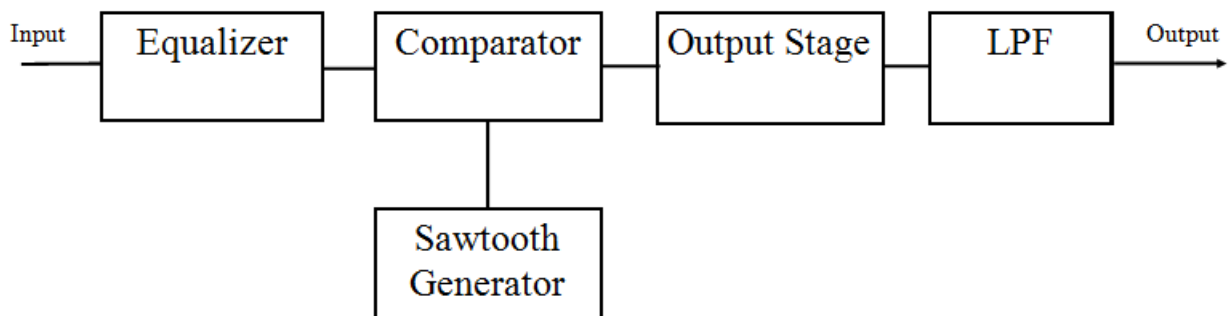 Input
Equalizer
Comparator
Output Stage
LPF
Output
Sawtooth
Generator